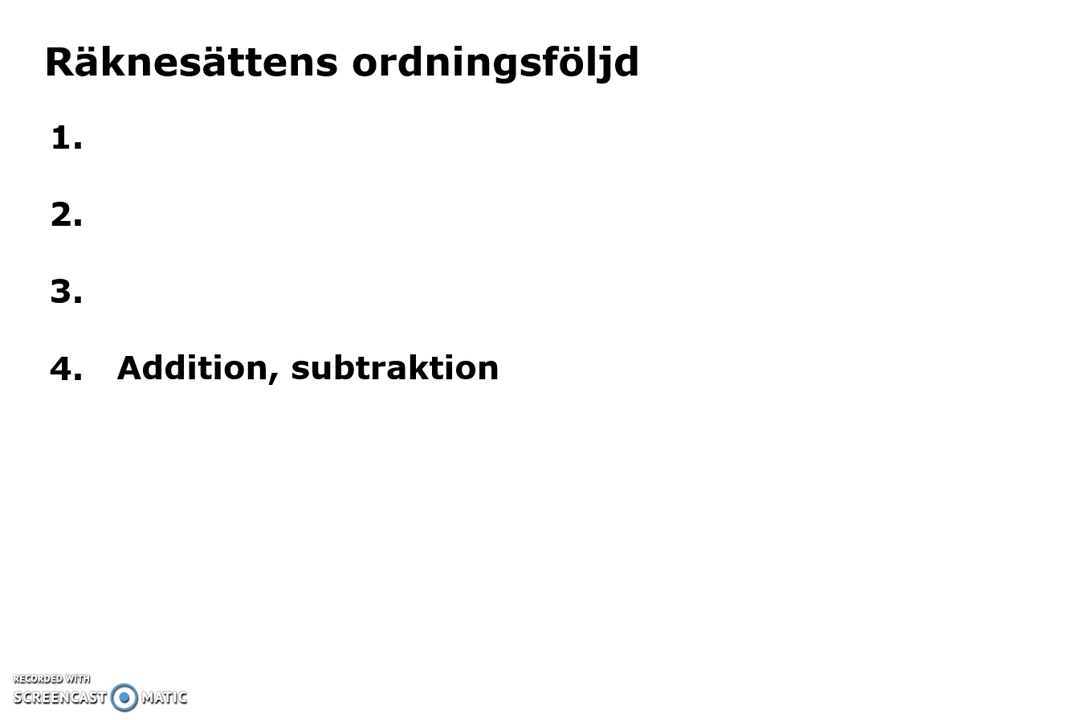 Räknesättens ordningsföljd
1.
2.
3.
4. Addition, subtraktion
RECORDED WITH
SCREENCAST MATIC